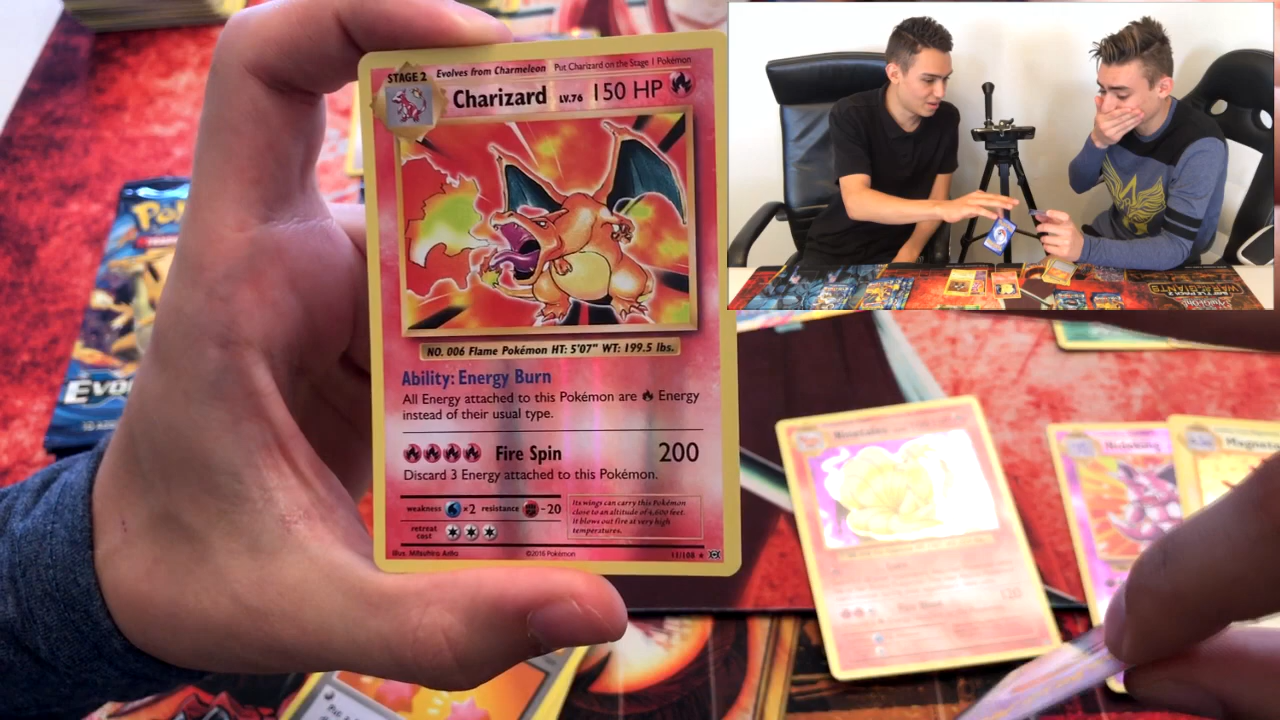 STAGE 2 Evolves from Charmeleon Put Charizard on the Stage 1 Pokémon
Charizard LV.76 150 HP
NO. 006 Flame Pokémon HT: 5'07" WT: 199.5 lbs.
Ability: Energy Burn
All Energy attached to this Pokémon are Energy
instead of their usual type.
Fire Spin 200
Discard 3 Energy attached to this Pokémon.
weakness ×2 resistance -20
retreat
cost
Its wings can carry this Pokémon
close to an altitude of 4,600 feet.
It blows out fire at very high
temperatures.
Illus. Mitsuhiro Arita ©2016 Pokémon 11/108
Ninetales
Nidoking